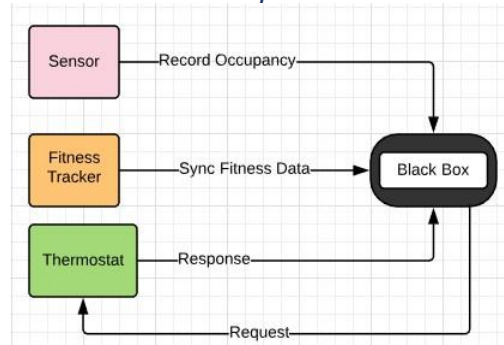 Sensor
Record Occupancy
Fitness
Tracker
Sync Fitness Data
Black Box
Thermostat
Response
Request